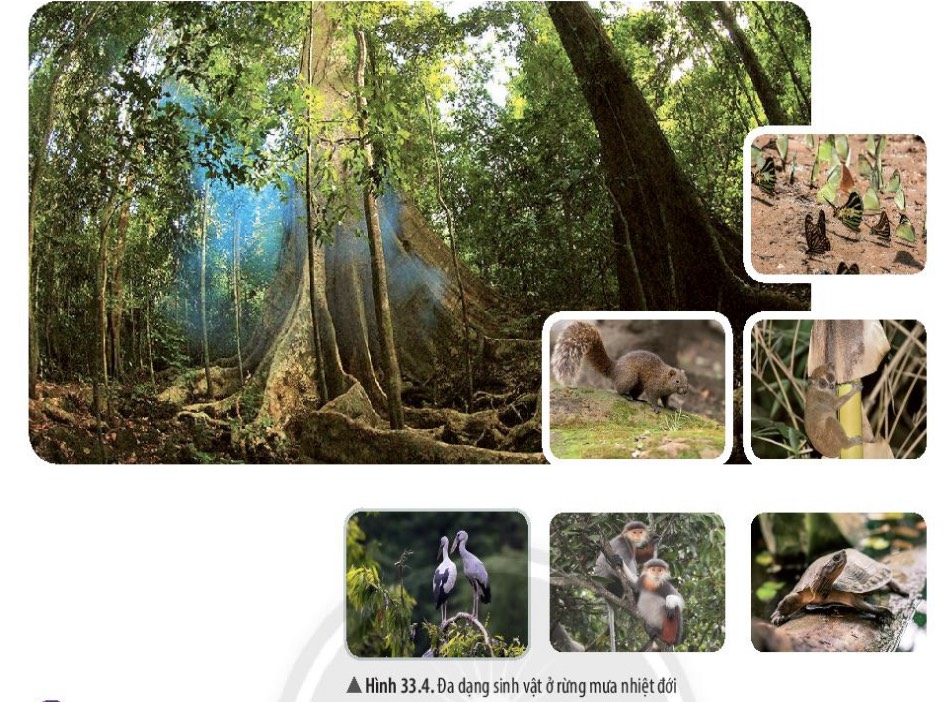 ▲ Hình 33.4. Đa dạng sinh vật ở rừng mưa nhiệt đới